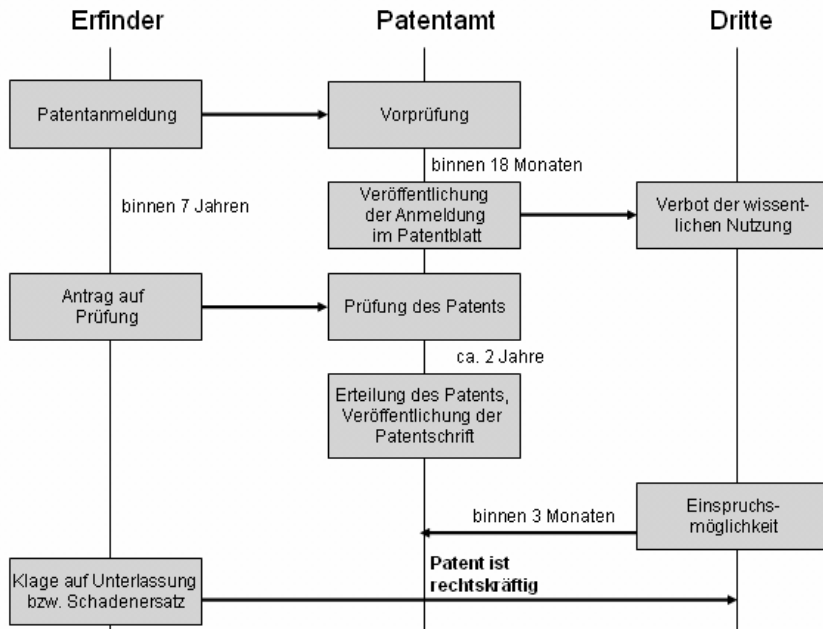 Erfinder
Patentamt
Dritte
Patentanmeldung
Vorprüfung
binnen 18 Monaten
binnen 7 Jahren
Veröffentlichung
der Anmeldung
im Patentblatt
Verbot der wissent-
lichen Nutzung
Antrag auf
Prüfung
Prüfung des Patents
ca. 2 Jahre
Erteilung des Patents,
Veröffentlichung der
Patentschrift
Einspruchs-
möglichkeit
binnen 3 Monaten
Patent ist
rechtskräftig
Klage auf Unterlassung
bzw. Schadenersatz